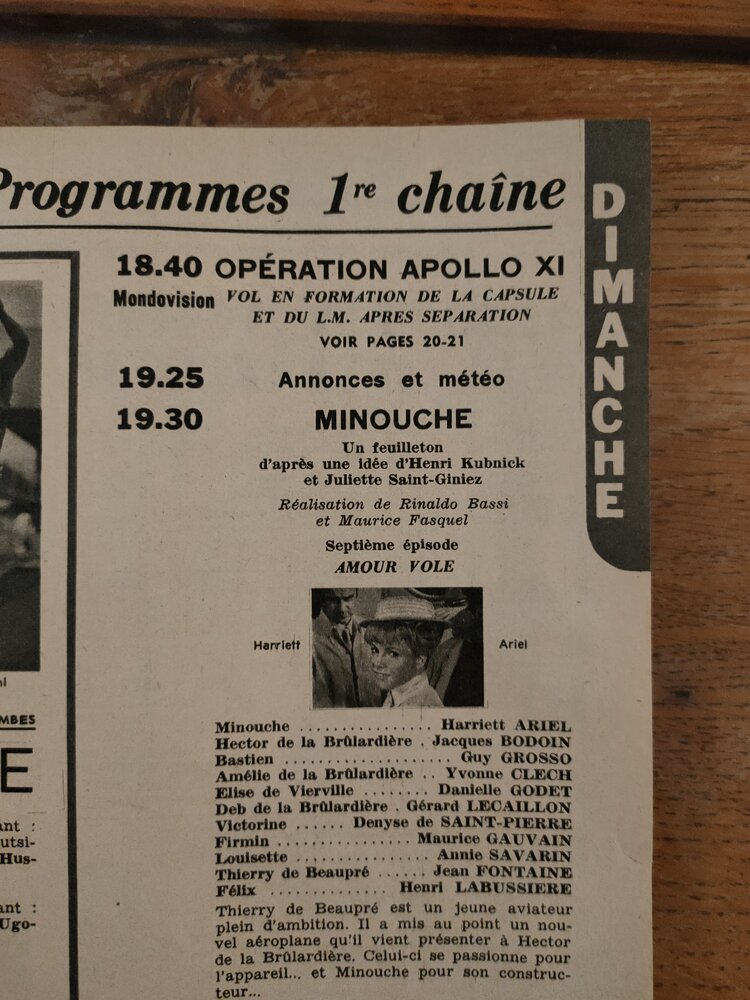 Programmes 1re chaîne
DIMANCHE
18.40 OPÉRATION APOLLO XI
Mondovision VOL EN FORMATION DE LA CAPSULE
ET DU L.M. APRES SEPARATION
VOIR PAGES 20-21
19.25 Annonces et météo
19.30 MINOUCHE
Un feuilleton
d'après une idée d'Henri Kubnick
et Juliette Saint-Giniez
Réalisation de Rinaldo Bassi
et Maurice Fasquel
Septième épisode
AMOUR VOLE
Harriett Ariel
Minouche ............... Harriett ARIEL
Hector de la Brûlardière . Jacques BODOIN
Bastien ................... Guy GROSSO
Amélie de la Brûlardière .. Yvonne CLECH
Elise de Vierville ........ Danielle GODET
Deb de la Brûlardière . Gérard LECAILLON
Victorine ...... Denyse de SAINT-PIERRE
Firmin ................ Maurice GAUVAIN
Louisette .............. Annie SAVARIN
Thierry de Beaupré ...... Jean FONTAINE
Félix ............. Henri LABUSSIERE
Thierry de Beaupré est un jeune aviateur
plein d'ambition. Il a mis au point un nou-
vel aéroplane qu'il vient présenter à Hector
de la Brûlardière. Celui-ci se passionne pour
l'appareil... et Minouche pour son construc-
teur...
MBES
E
ant :
utsi-
Hus-
ant :
Ugo-